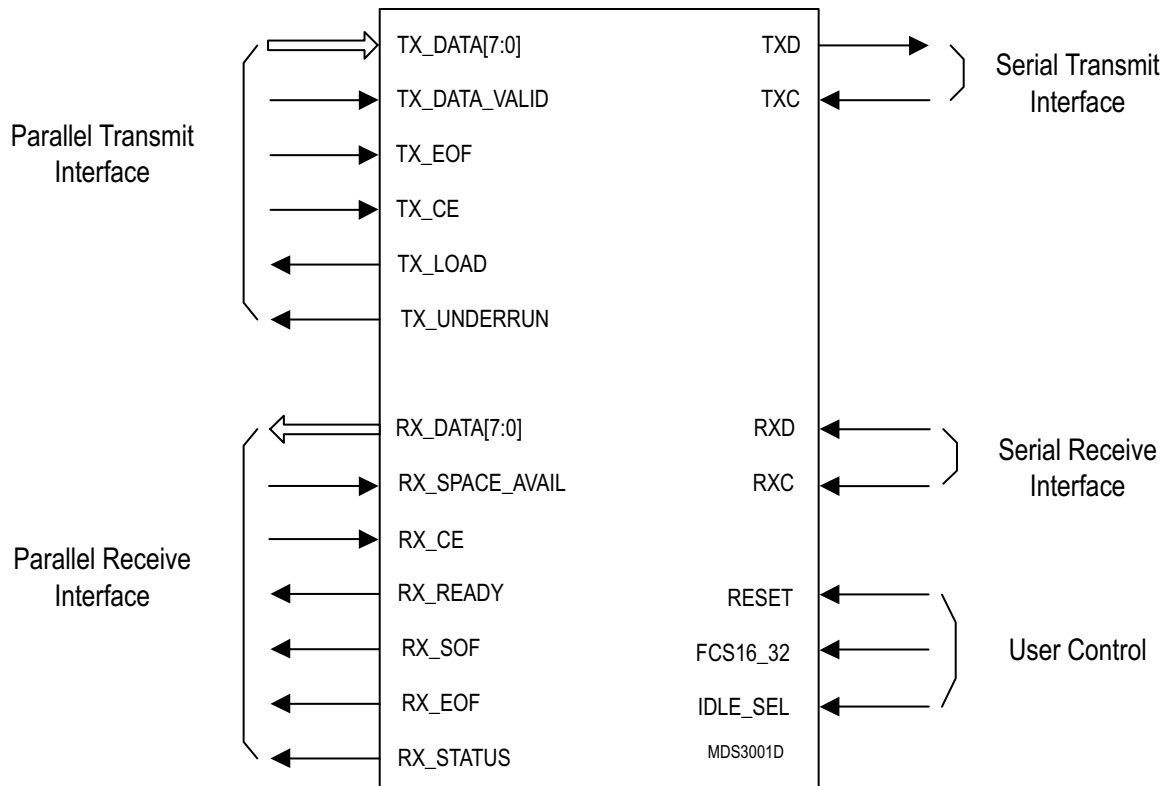 TX_DATA[7:0]
TXD
TX_DATA_VALID
TXC
Serial Transmit
Interface
Parallel Transmit
Interface
TX_EOF
TX_CE
TX_LOAD
TX_UNDERRUN
RX_DATA[7:0]
RXD
RX_SPACE_AVAIL
RXC
Serial Receive
Interface
RX_CE
Parallel Receive
Interface
RX_READY
RESET
RX_SOF
FCS16_32
User Control
RX_EOF
IDLE_SEL
RX_STATUS
MDS3001D